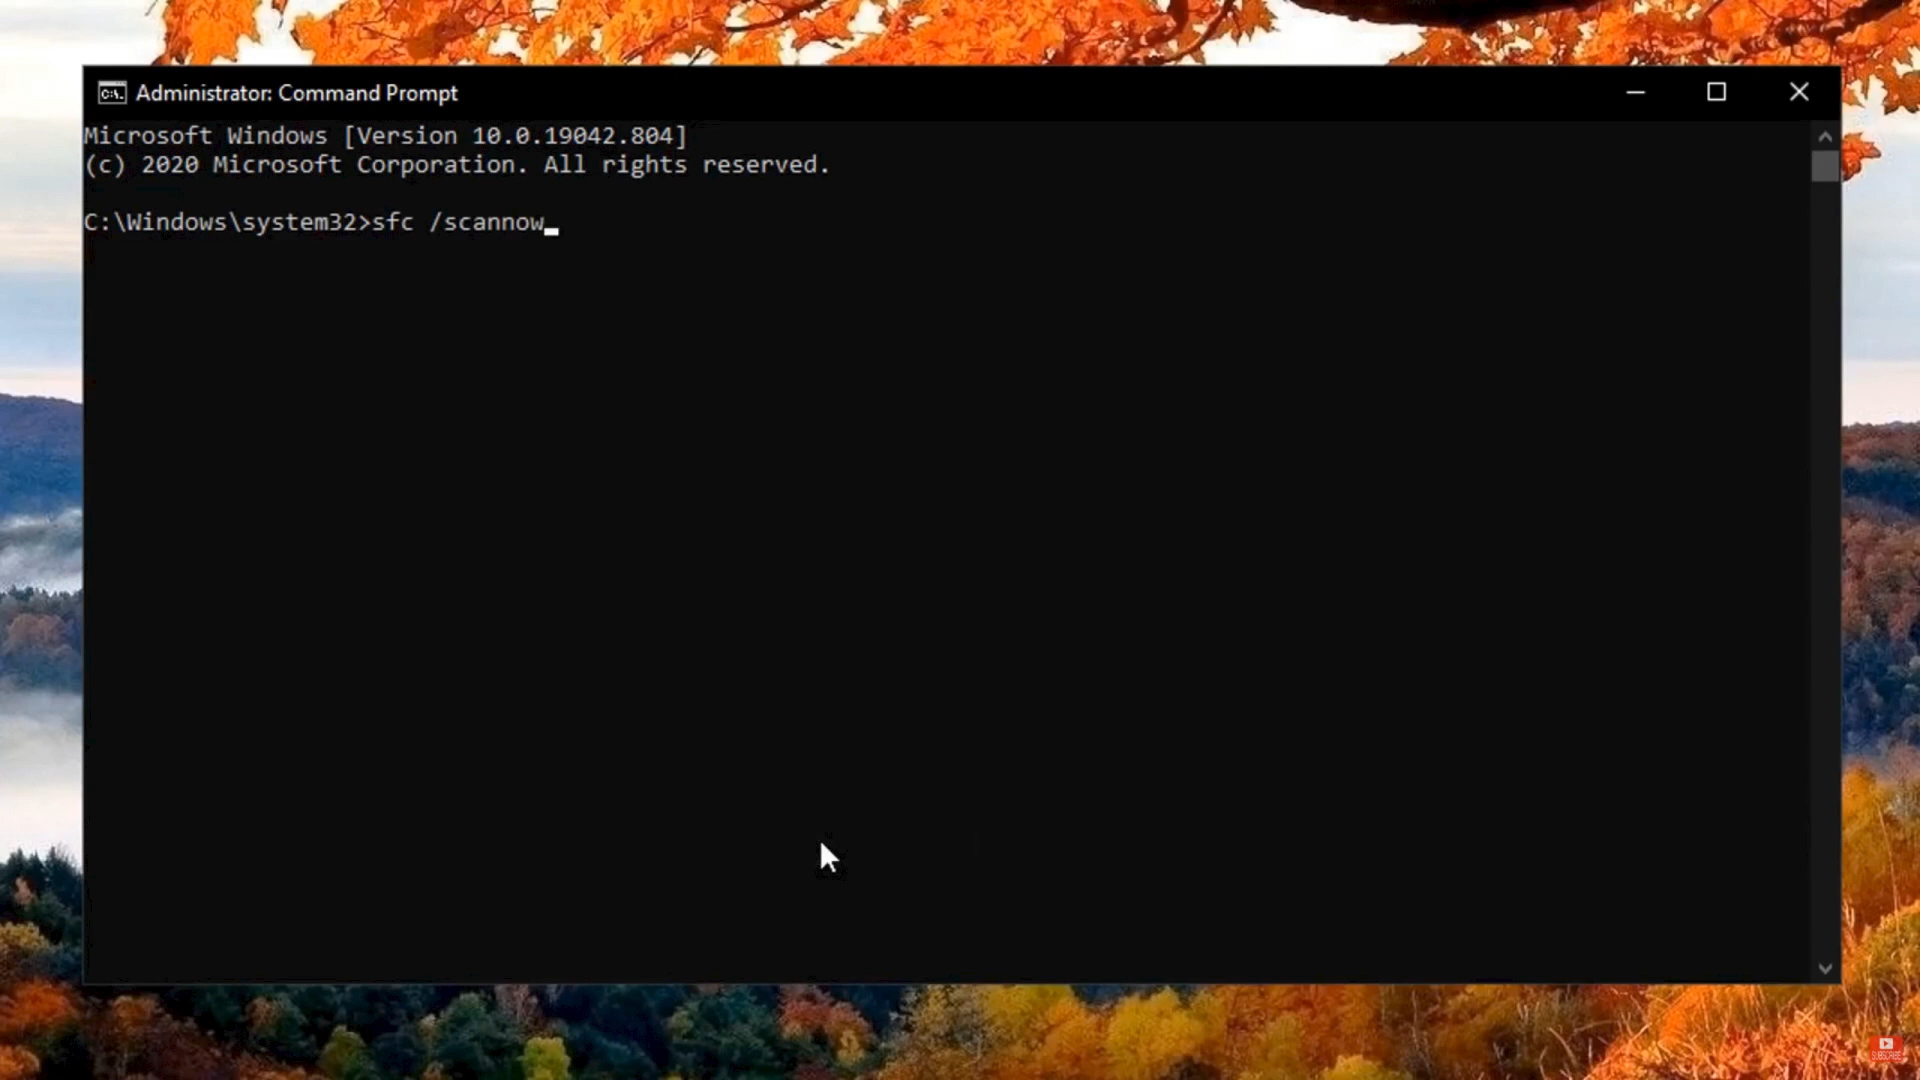 Administrator: Command Prompt
Microsoft Windows [Version 10.0.19042.804]
(c) 2020 Microsoft Corporation. All rights reserved.
C:\Windows\system32>sfc /scannow
SUBSCRIBE